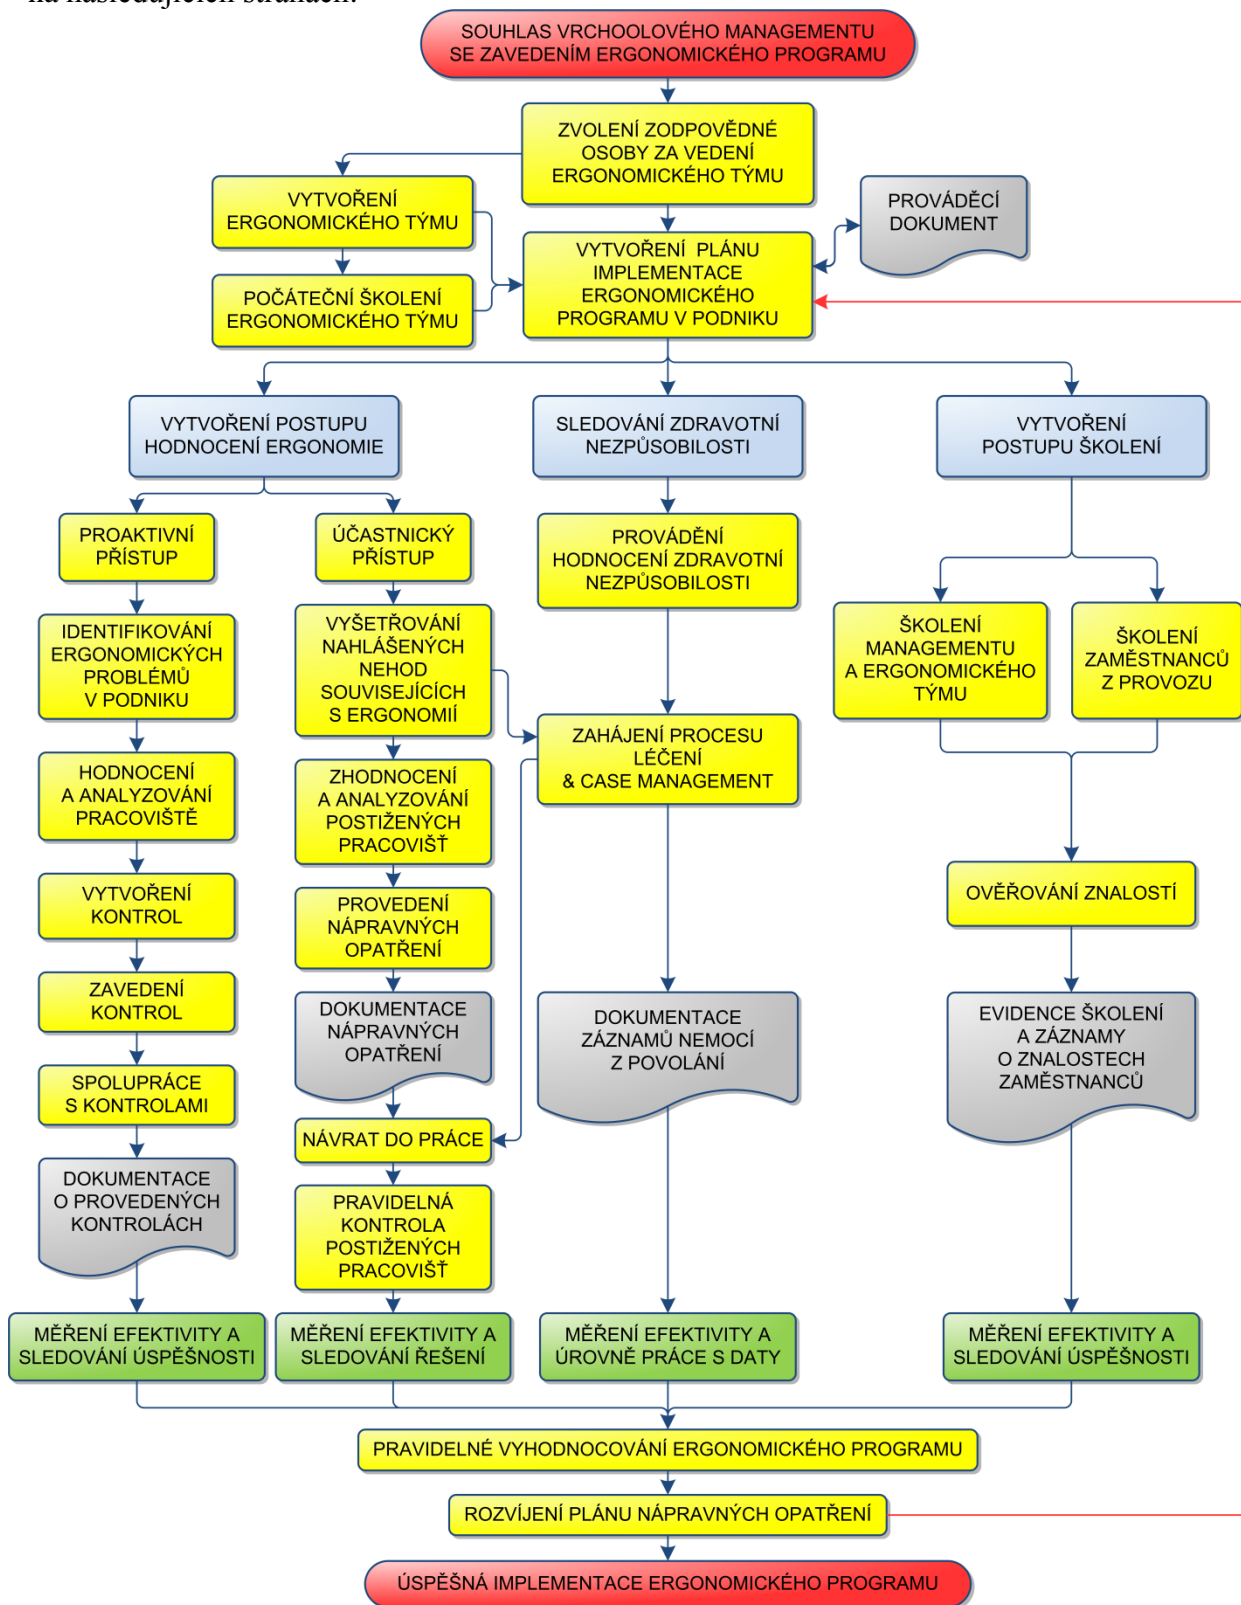 na následujících stranách.
SOUHLAS VRCHOOLOVÉHO MANAGEMENTU
SE ZAVEDENÍM ERGONOMICKÉHO PROGRAMU
ZVOLENÍ ZODPOVĚDNÉ
OSOBY ZA VEDENÍ
ERGONOMICKÉHO TÝMU
VYTVOŘENÍ
ERGONOMICKÉHO TÝMU
PROVÁDĚCÍ
DOKUMENT
VYTVOŘENÍ PLÁNU
IMPLEMENTACE
ERGONOMICKÉHO
PROGRAMU V PODNIKU
POČÁTEČNÍ ŠKOLENÍ
ERGONOMICKÉHO TÝMU
VYTVOŘENÍ POSTUPU
HODNOCENÍ ERGONOMIE
SLEDOVÁNÍ ZDRAVOTNÍ
NEZPŮSOBILOSTI
VYTVOŘENÍ
POSTUPU ŠKOLENÍ
PROAKTIVNÍ
PŘÍSTUP
ÚČASTNICKÝ
PŘÍSTUP
PROVÁDĚNÍ
HODNOCENÍ ZDRAVOTNÍ
NEZPŮSOBILOSTI
IDENTIFIKOVÁNÍ
ERGONOMICKÝCH
PROBLÉMŮ
V PODNIKU
VYŠETŘOVÁNÍ
NAHLÁŠENÝCH
NEHOD
SOUVISEJÍCÍCH
S ERGONOMIÍ
ŠKOLENÍ
MANAGEMENTU
A ERGONOMICKÉHO
TÝMU
ŠKOLENÍ
ZAMĚSTNANCŮ
Z PROVOZU
ZAHÁJENÍ PROCESU
LÉČENÍ
& CASE MANAGEMENT
HODNOCENÍ
A ANALYZOVÁNÍ
PRACOVIŠTĚ
ZHODNOCENÍ
A ANALYZOVÁNÍ
POSTIŽENÝCH
PRACOVIŠŤ
VYTVOŘENÍ
KONTROL
PROVEDENÍ
NÁPRAVNÝCH
OPATŘENÍ
OVĚŘOVÁNÍ ZNALOSTÍ
ZAVEDENÍ
KONTROL
DOKUMENTACE
NÁPRAVNÝCH
OPATŘENÍ
DOKUMENTACE
ZÁZNAMŮ NEMOCÍ
Z POVOLÁNÍ
EVIDENCE ŠKOLENÍ
A ZÁZNAMY
O ZNALOSTECH
ZAMĚSTNANCŮ
SPOLUPRÁCE
S KONTROLAMI
NÁVRAT DO PRÁCE
DOKUMENTACE
O PROVEDENÝCH
KONTROLÁCH
PRAVIDELNÁ
KONTROLA
POSTIŽENÝCH
PRACOVIŠŤ
MĚŘENÍ EFEKTIVITY A
SLEDOVÁNÍ ÚSPĚŠNOSTI
MĚŘENÍ EFEKTIVITY A
SLEDOVÁNÍ ŘEŠENÍ
MĚŘENÍ EFEKTIVITY A
ÚROVNĚ PRÁCE S DATY
MĚŘENÍ EFEKTIVITY A
SLEDOVÁNÍ ÚSPĚŠNOSTI
PRAVIDELNÉ VYHODNOCOVÁNÍ ERGONOMICKÉHO PROGRAMU
ROZVÍJENÍ PLÁNU NÁPRAVNÝCH OPATŘENÍ
ÚSPĚŠNÁ IMPLEMENTACE ERGONOMICKÉHO PROGRAMU